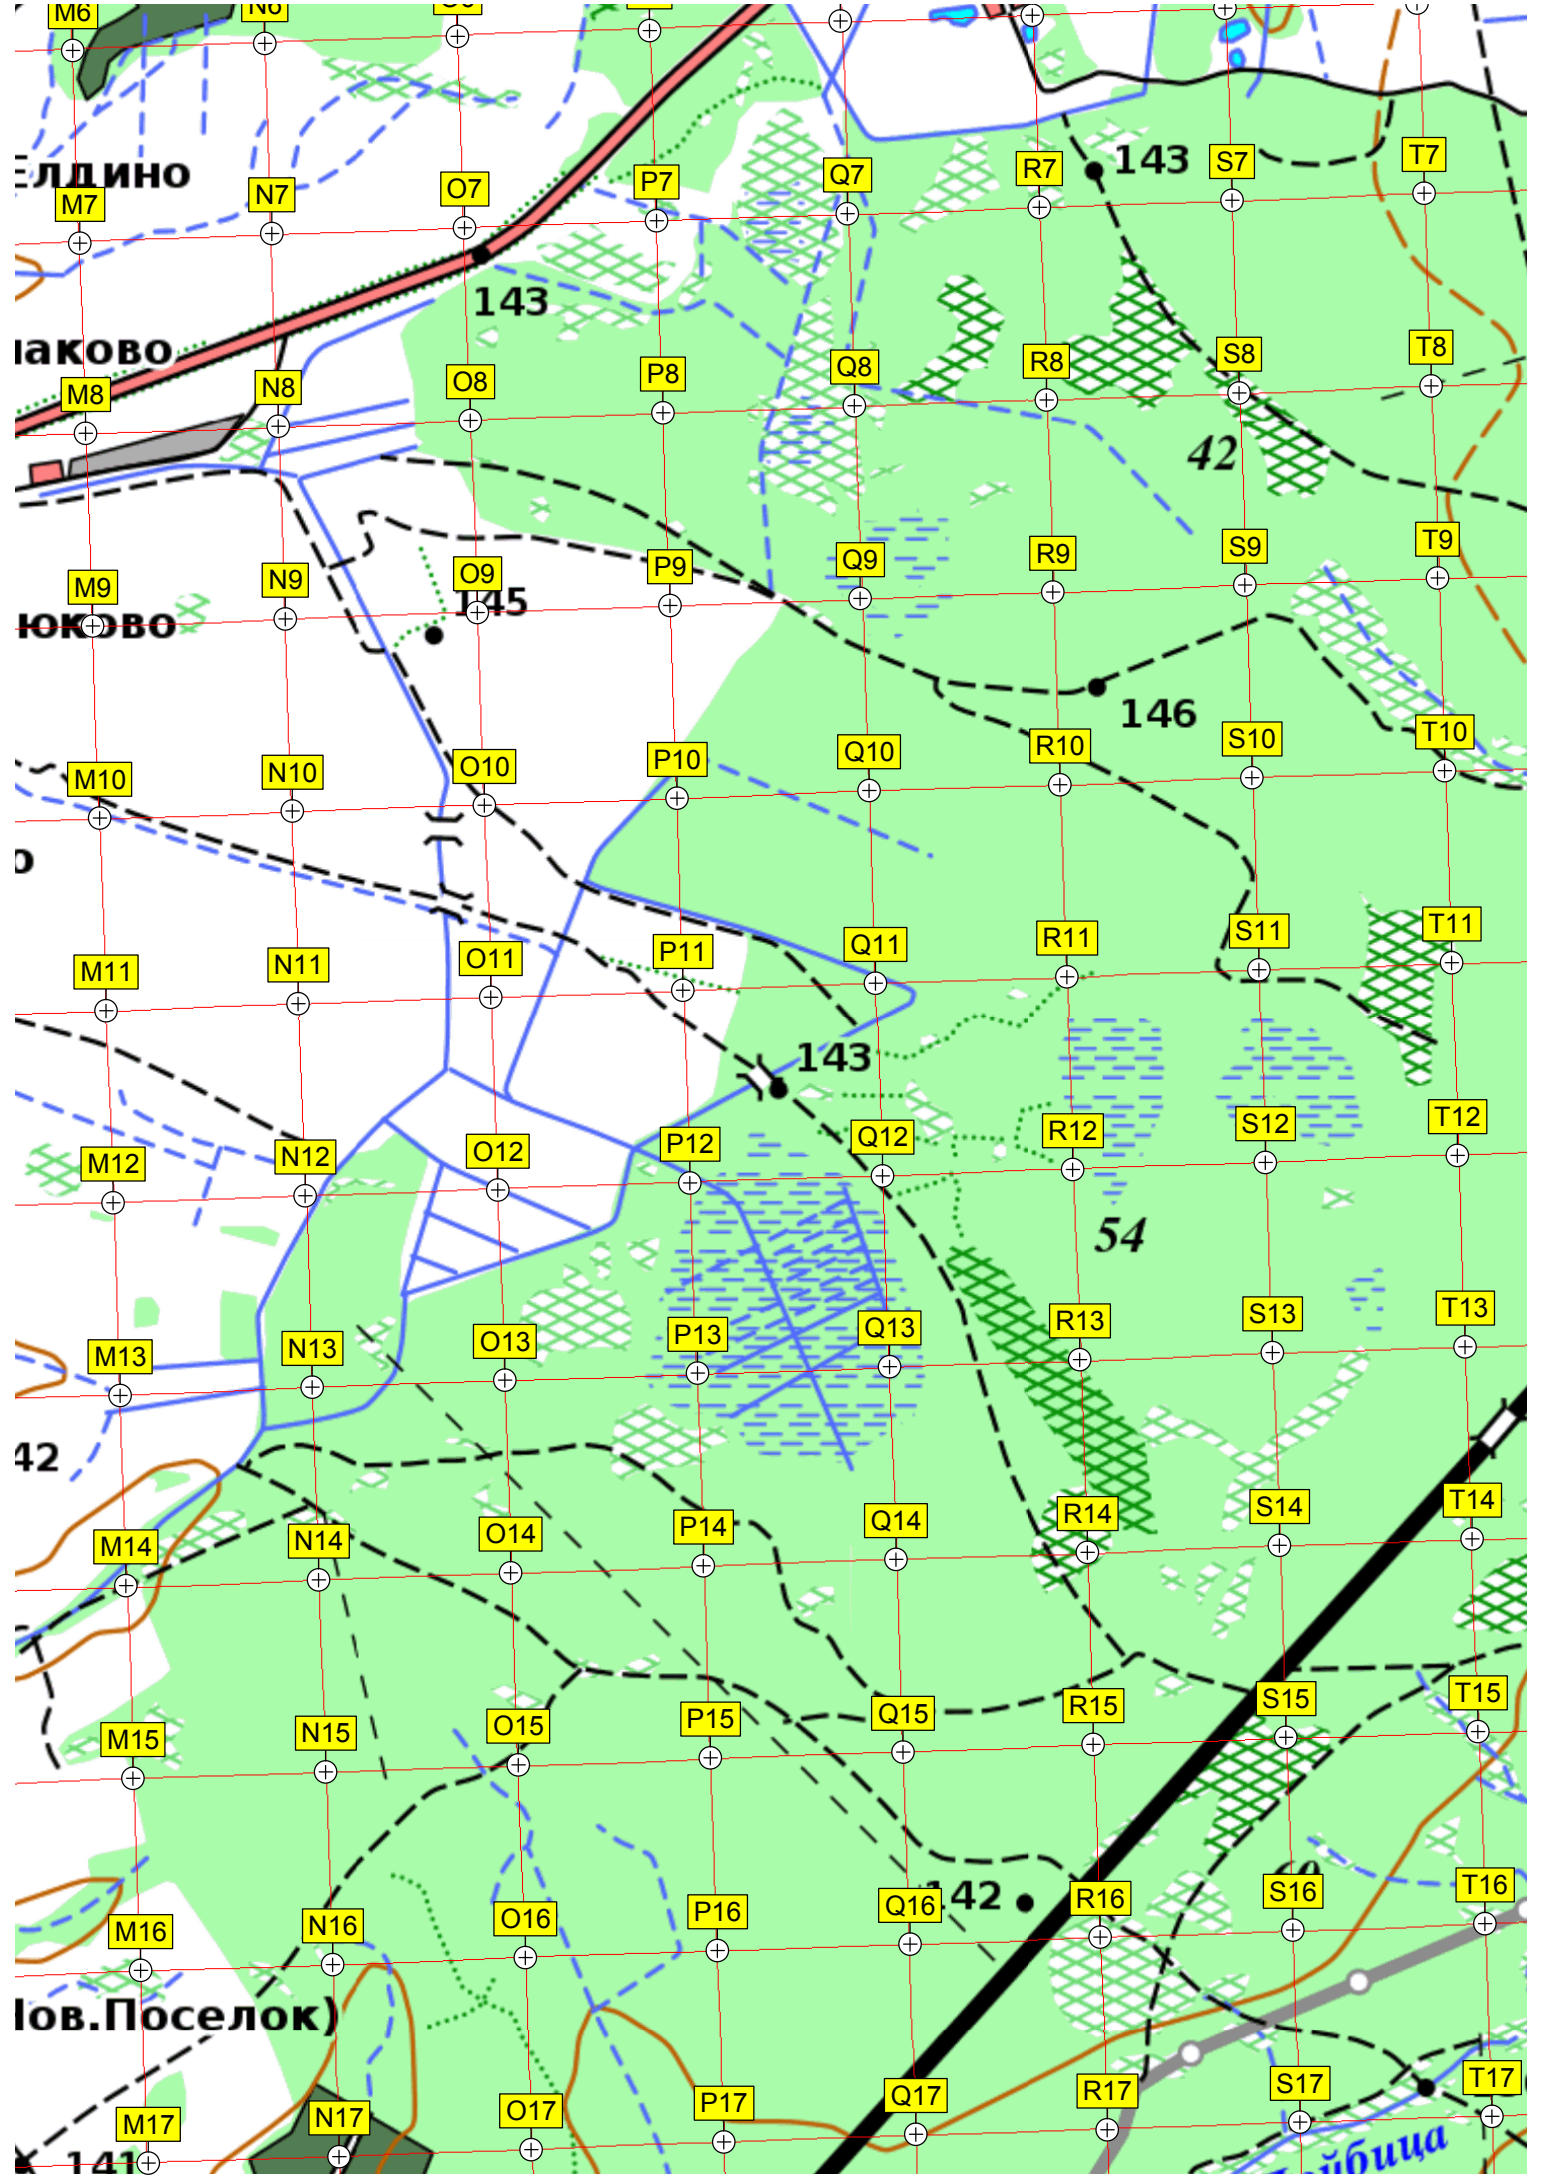 M6 N6
Елдино
143
M7 N7 O7 P7 Q7 R7 S7 T7
143
M8 N8 O8 P8 Q8 R8 S8 T8
42
M9 N9 O9 P9 Q9 R9 S9 T9
145
юково
146
M10 N10 O10 P10 Q10 R10 S10 T10
M11 N11 O11 P11 Q11 R11 S11 T11
143
M12 N12 O12 P12 Q12 R12 S12 T12
54
M13 N13 O13 P13 Q13 R13 S13 T13
42
M14 N14 O14 P14 Q14 R14 S14 T14
M15 N15 O15 P15 Q15 R15 S15 T15
60
142
M16 N16 O16 P16 Q16 R16 S16 T16
Нов.Поселок)
M17 N17 O17 P17 Q17 R17 S17 T17
141